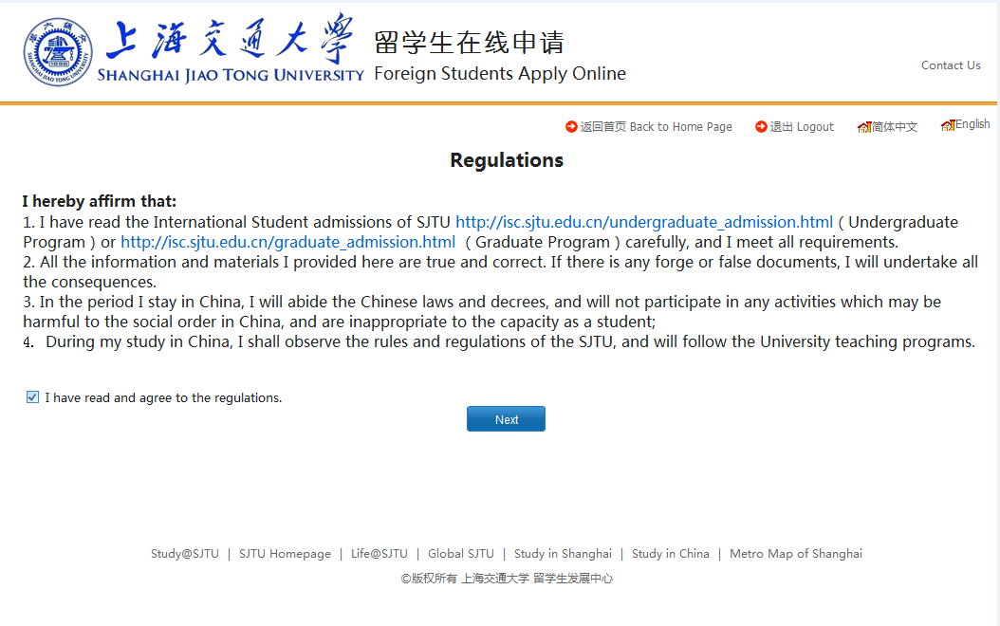 上海交通大学
SHANGHAI JIAO TONG UNIVERSITY
留学生在线申请
Foreign Students Apply Online
Contact Us
返回首页 Back to Home Page 退出 Logout 简体中文 English
Regulations
I hereby affirm that:
1. I have read the International Student admissions of SJTU http://isc.sjtu.edu.cn/undergraduate_admission.html ( Undergraduate
Program ) or http://isc.sjtu.edu.cn/graduate_admission.html ( Graduate Program ) carefully, and I meet all requirements.
2. All the information and materials I provided here are true and correct. If there is any forge or false documents, I will undertake all
the consequences.
3. In the period I stay in China, I will abide the Chinese laws and decrees, and will not participate in any activities which may be
harmful to the social order in China, and are inappropriate to the capacity as a student;
4. During my study in China, I shall observe the rules and regulations of the SJTU, and will follow the University teaching programs.
I have read and agree to the regulations.
Next
Study@SJTU | SJTU Homepage | Life@SJTU | Global SJTU | Study in Shanghai | Study in China | Metro Map of Shanghai
©版权所有 上海交通大学 留学生发展中心